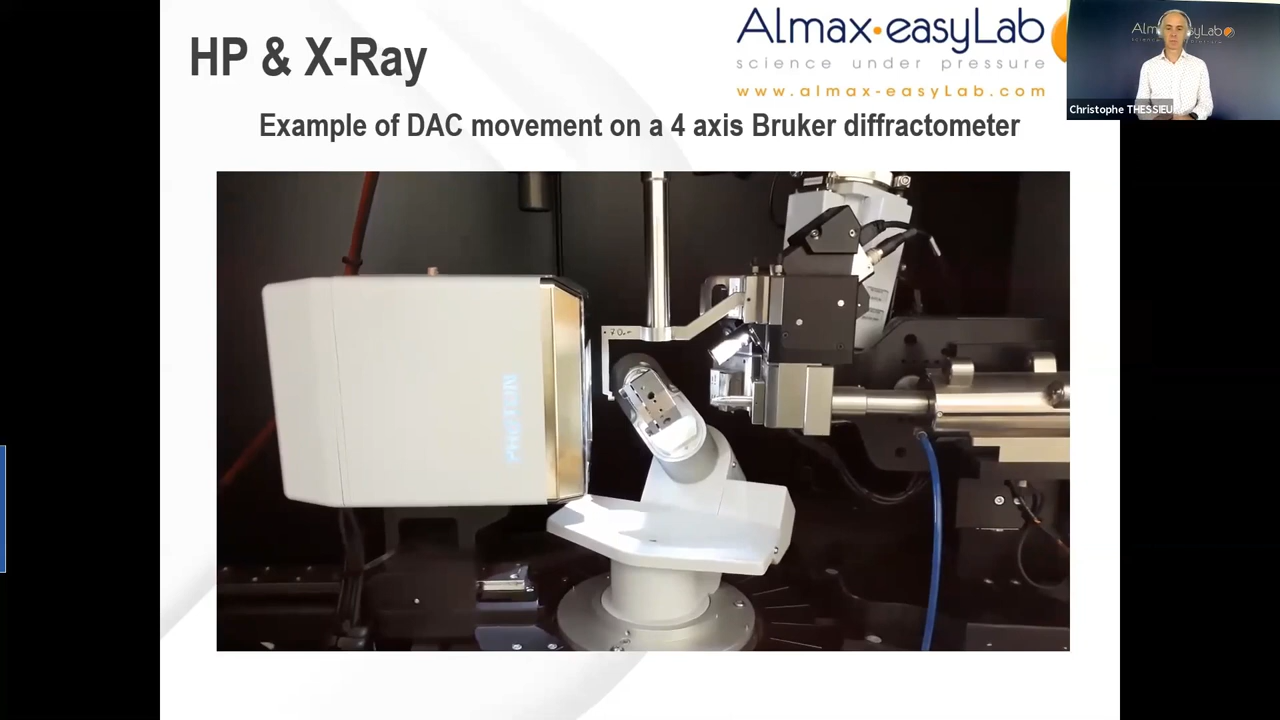 HP & X-Ray
Almax·easyLab
science under pressure
www.almax-easyLab.com
Example of DAC movement on a 4 axis Bruker diffractometer
PHOTON
Christophe THESSIEU